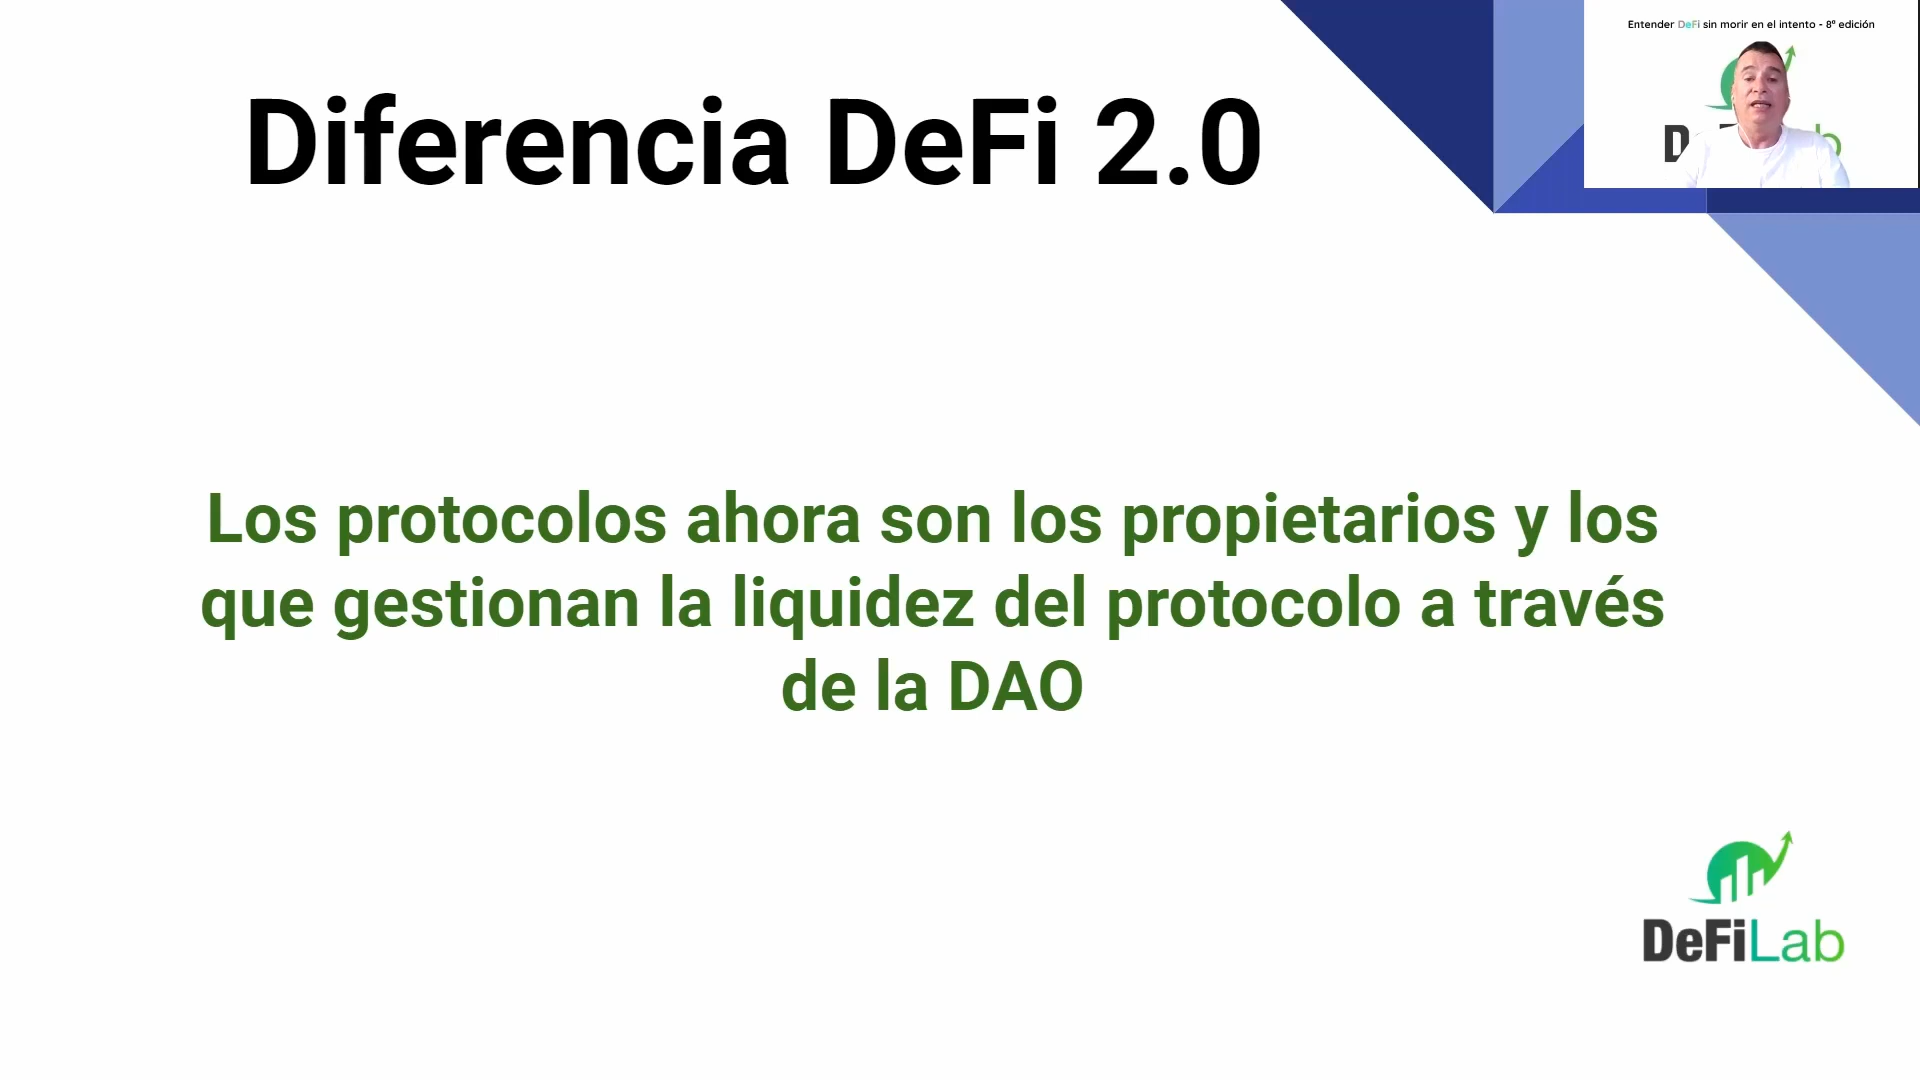 Entender DeFi sin morir en el intento - 8ª edición
Diferencia DeFi 2.0
Los protocolos ahora son los propietarios y los
que gestionan la liquidez del protocolo a través
de la DAO
DeFiLab